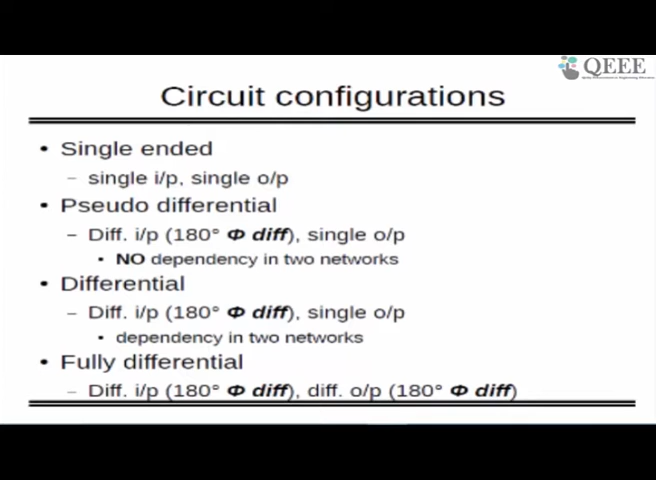 QEEE
Circuit configurations
• Single ended
– single i/p, single o/p
• Pseudo differential
– Diff. i/p (180° Φ diff), single o/p
• NO dependency in two networks
• Differential
– Diff. i/p (180° Φ diff), single o/p
• dependency in two networks
• Fully differential
– Diff. i/p (180° Φ diff), diff. o/p (180° Φ diff)